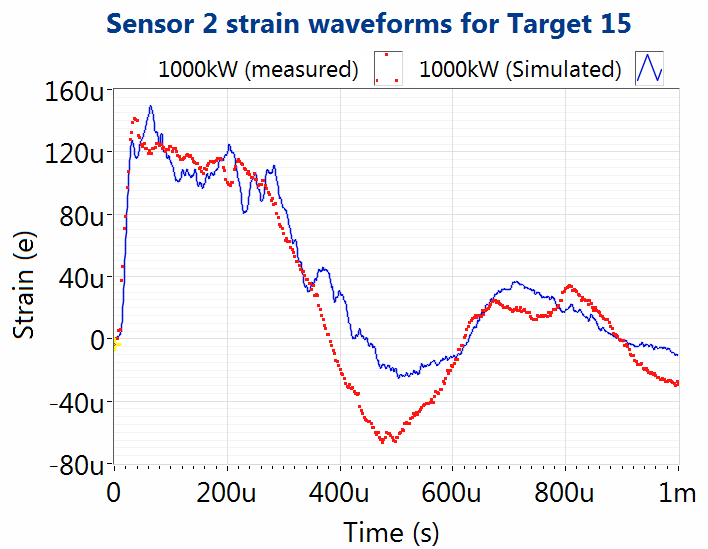 Sensor 2 strain waveforms for Target 15
1000kW (measured) 1000kW (Simulated)
160u
120u
80u
40u
0
-40u
-80u
Strain (e)
0 200u 400u 600u 800u 1m
Time (s)